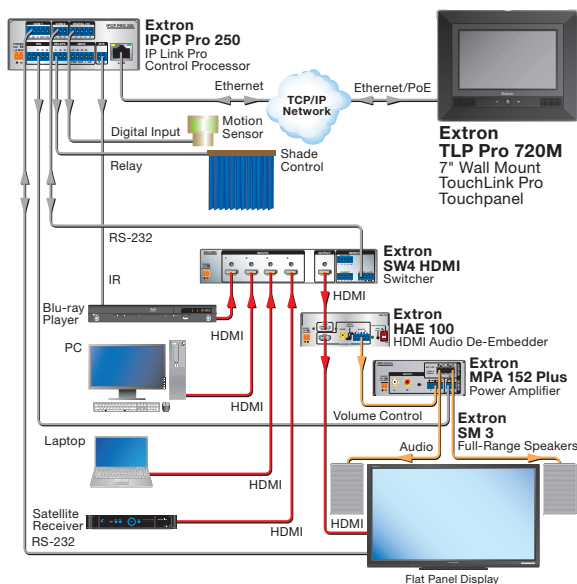 IPCP PRO 250
Extron
IPCP Pro 250
IP Link Pro
Control Processor
Ethernet
Ethernet/PoE
TCP/IP
Network
Extron
Extron
TLP Pro 720M
7" Wall Mount
TouchLink Pro
Touchpanel
Digital Input
Motion
Sensor
Relay
Shade
Control
RS-232
Extron
SW4 HDMI
Switcher
IR
HDMI
Blu-ray
Player
HDMI
Extron
HAE 100
HDMI Audio De-Embedder
PC
HDMI
Extron
MPA 152 Plus
Power Amplifier
Volume Control
Extron
SM 3
Full-Range Speakers
Laptop
Audio
HDMI
Satellite
Receiver
HDMI
HDMI
RS-232
Flat Panel Display